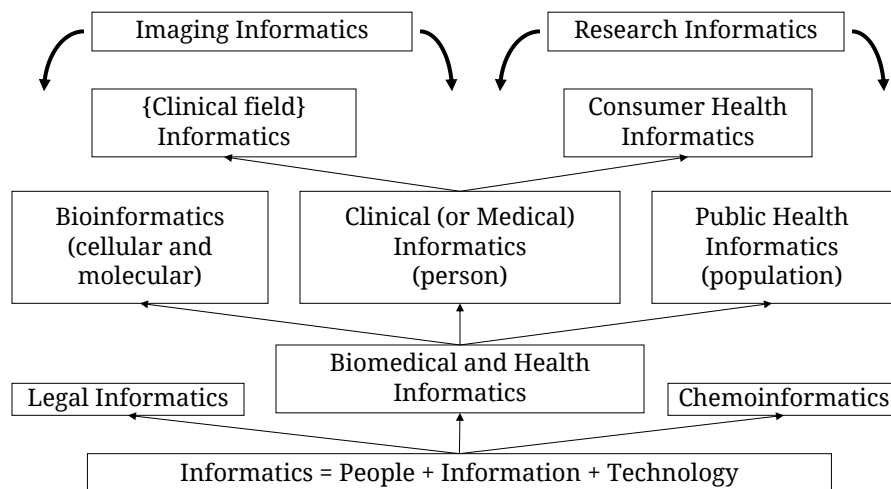 Imaging Informatics
Research Informatics
{Clinical field}
Informatics
Consumer Health
Informatics
Bioinformatics
(cellular and
molecular)
Clinical (or Medical)
Informatics
(person)
Public Health
Informatics
(population)
Biomedical and Health
Informatics
Legal Informatics
Chemoinformatics
Informatics = People + Information + Technology